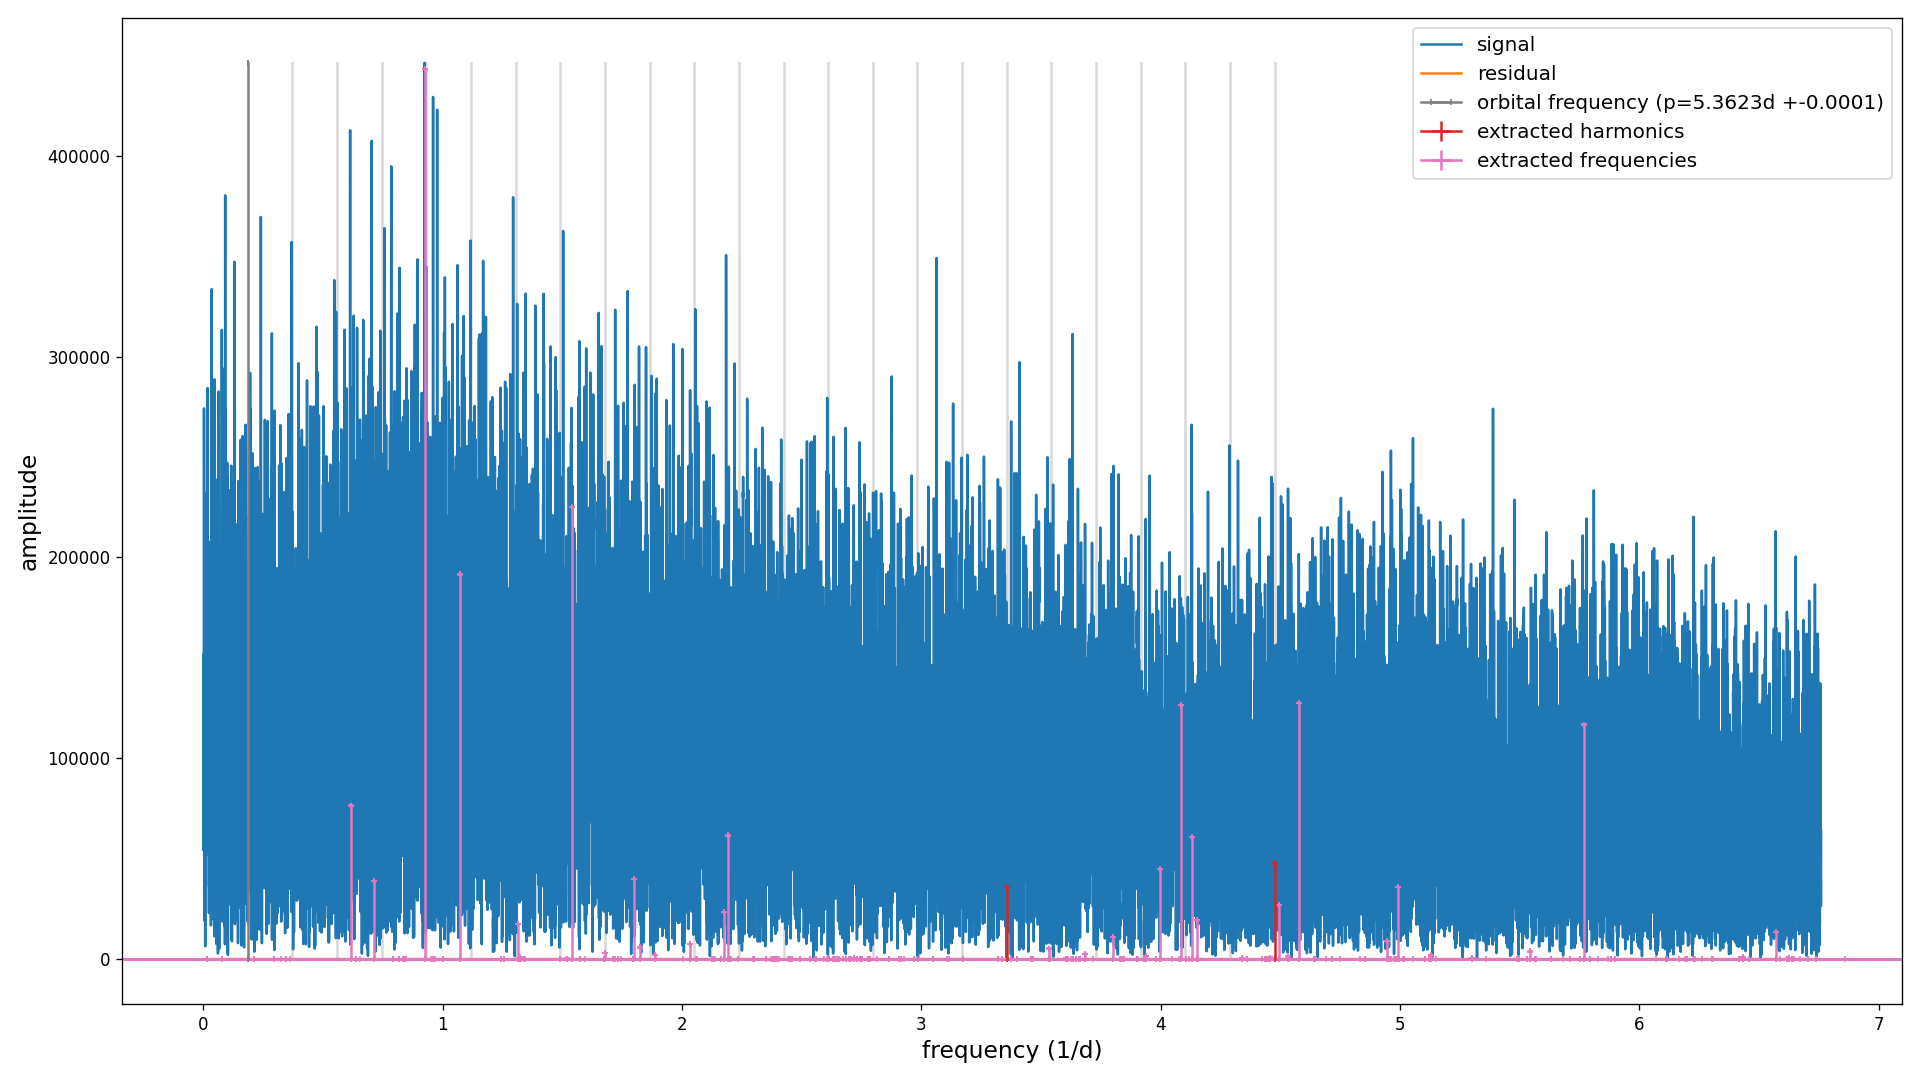 signal
residual
orbital frequency (p=5.3623d +-0.0001)
extracted harmonics
extracted frequencies
amplitude
400000
300000
200000
100000
0
0 1 2 3 4 5 6 7
frequency (1/d)